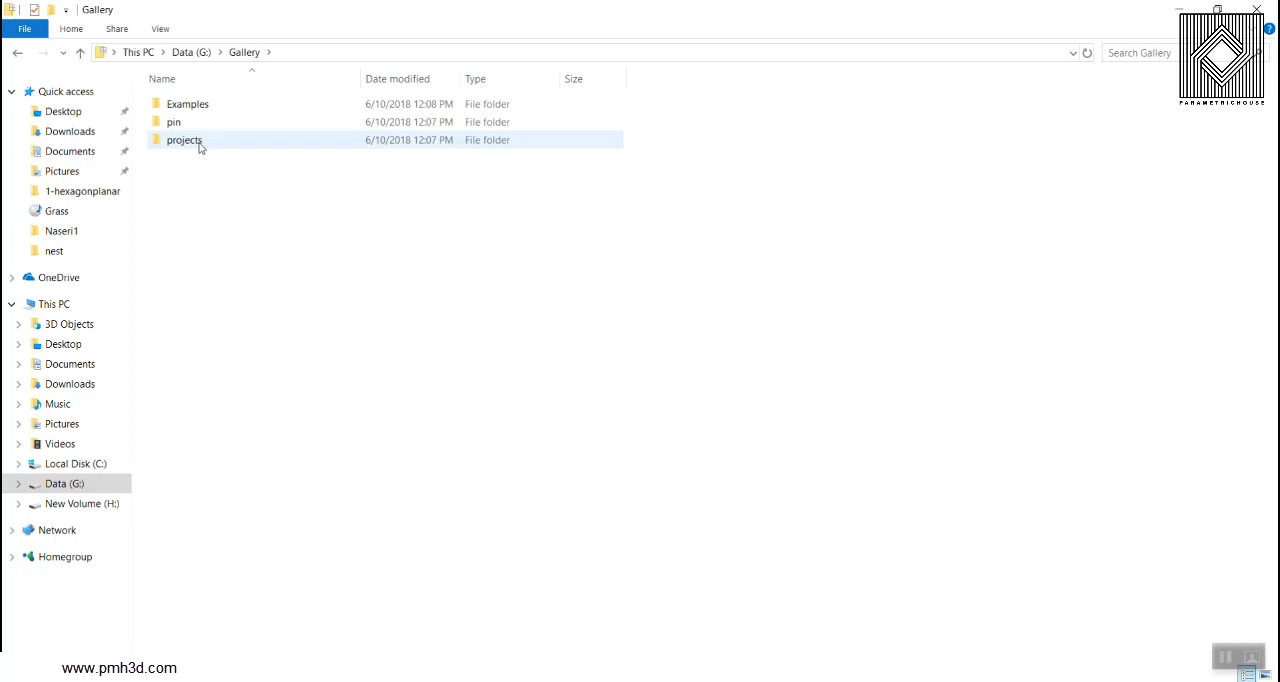 Gallery
File Home Share View
This PC Data (G:) Gallery Search Gallery
PARAMETRICHOUSE
Name Date modified Type Size
Examples 6/10/2018 12:08 PM File folder
pin 6/10/2018 12:07 PM File folder
projects 6/10/2018 12:07 PM File folder
Quick access
Desktop
Downloads
Documents
Pictures
1-hexagonplanar
Grass
Naseri1
nest
OneDrive
This PC
3D Objects
Desktop
Documents
Downloads
Music
Pictures
Videos
Local Disk (C:)
Data (G:)
New Volume (H:)
Network
Homegroup
www.pmh3d.com